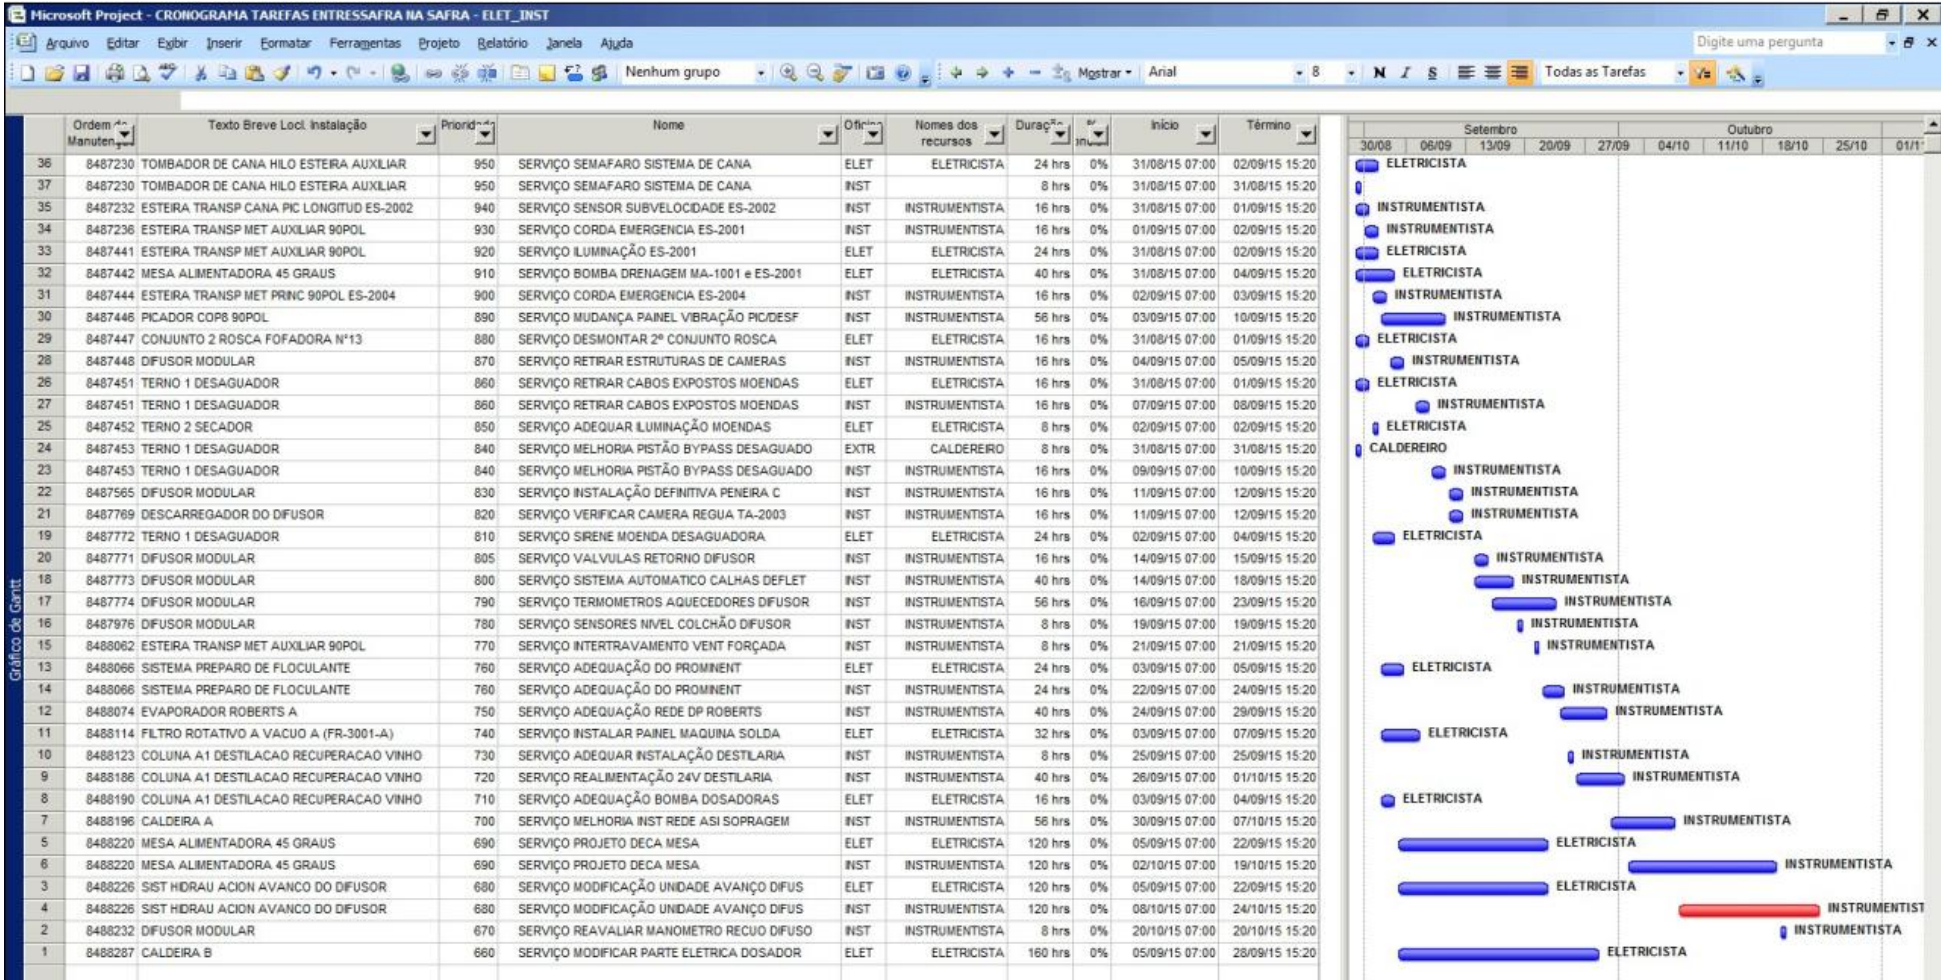 Microsoft Project - CRONOGRAMA TAREFAS ENTRESSAFRA NA SAFRA - ELET_INST
Arquivo Editar Exibir Inserir Formatar Ferramentas Projeto Relatório Janela Ajuda Digite uma pergunta
Nenhum grupo Mostrar Arial 8 N I S Todas as Tarefas
Ordem Manutenç Texto Breve Locl. Instalação Priorid Nome Oficin Nomes dos recursos Duraç % Início Término Setembro Outubro
30/08 06/09 13/09 20/09 27/09 04/10 11/10 18/10 25/10 01/1
36 8487230 TOMBADOR DE CANA HILO ESTEIRA AUXILIAR 950 SERVIÇO SEMAFARO SISTEMA DE CANA ELET ELETRICISTA 24 hrs 0% 31/08/15 07:00 02/09/15 15:20 ELETRICISTA
37 8487230 TOMBADOR DE CANA HILO ESTEIRA AUXILIAR 950 SERVIÇO SEMAFARO SISTEMA DE CANA INST 8 hrs 0% 31/08/15 07:00 31/08/15 15:20
35 8487232 ESTEIRA TRANSP CANA PIC LONGITUD ES-2002 940 SERVIÇO SENSOR SUBVELOCIDADE ES-2002 INST INSTRUMENTISTA 16 hrs 0% 31/08/15 07:00 01/09/15 15:20 INSTRUMENTISTA
34 8487236 ESTEIRA TRANSP MET AUXILIAR 90POL 930 SERVIÇO CORDA EMERGENCIA ES-2001 INST INSTRUMENTISTA 16 hrs 0% 01/09/15 07:00 02/09/15 15:20 INSTRUMENTISTA
33 8487441 ESTEIRA TRANSP MET AUXILIAR 90POL 920 SERVIÇO ILUMINAÇÃO ES-2001 ELET ELETRICISTA 24 hrs 0% 31/08/15 07:00 02/09/15 15:20 ELETRICISTA
32 8487442 MESA ALIMENTADORA 45 GRAUS 910 SERVIÇO BOMBA DRENAGEM MA-1001 e ES-2001 ELET ELETRICISTA 40 hrs 0% 31/08/15 07:00 04/09/15 15:20 ELETRICISTA
31 8487444 ESTEIRA TRANSP MET PRINC 90POL ES-2004 900 SERVIÇO CORDA EMERGENCIA ES-2004 INST INSTRUMENTISTA 16 hrs 0% 02/09/15 07:00 03/09/15 15:20 INSTRUMENTISTA
30 8487446 PICADOR COP8 90POL 890 SERVIÇO MUDANÇA PAINEL VIBRAÇÃO PIC/DESF INST INSTRUMENTISTA 56 hrs 0% 03/09/15 07:00 10/09/15 15:20 INSTRUMENTISTA
29 8487447 CONJUNTO 2 ROSCA FOFADORA N°13 880 SERVIÇO DESMONTAR 2º CONJUNTO ROSCA ELET ELETRICISTA 16 hrs 0% 31/08/15 07:00 01/09/15 15:20 ELETRICISTA
28 8487448 DIFUSOR MODULAR 870 SERVIÇO RETIRAR ESTRUTURAS DE CAMERAS INST INSTRUMENTISTA 16 hrs 0% 04/09/15 07:00 05/09/15 15:20 INSTRUMENTISTA
26 8487451 TERNO 1 DESAGUADOR 860 SERVIÇO RETIRAR CABOS EXPOSTOS MOENDAS ELET ELETRICISTA 16 hrs 0% 31/08/15 07:00 01/09/15 15:20 ELETRICISTA
27 8487451 TERNO 1 DESAGUADOR 860 SERVIÇO RETIRAR CABOS EXPOSTOS MOENDAS INST INSTRUMENTISTA 16 hrs 0% 07/09/15 07:00 08/09/15 15:20 INSTRUMENTISTA
25 8487452 TERNO 2 SECADOR 850 SERVIÇO ADEQUAR ILUMINAÇÃO MOENDAS ELET ELETRICISTA 8 hrs 0% 02/09/15 07:00 02/09/15 15:20 ELETRICISTA
24 8487453 TERNO 1 DESAGUADOR 840 SERVIÇO MELHORIA PISTÃO BYPASS DESAGUADO EXTR CALDEREIRO 8 hrs 0% 31/08/15 07:00 31/08/15 15:20 CALDEREIRO
23 8487453 TERNO 1 DESAGUADOR 840 SERVIÇO MELHORIA PISTÃO BYPASS DESAGUADO INST INSTRUMENTISTA 16 hrs 0% 09/09/15 07:00 10/09/15 15:20 INSTRUMENTISTA
22 8487565 DIFUSOR MODULAR 830 SERVIÇO INSTALAÇÃO DEFINITIVA PENEIRA C INST INSTRUMENTISTA 16 hrs 0% 11/09/15 07:00 12/09/15 15:20 INSTRUMENTISTA
21 8487769 DESCARREGADOR DO DIFUSOR 820 SERVIÇO VERIFICAR CAMERA REGUA TA-2003 INST INSTRUMENTISTA 16 hrs 0% 11/09/15 07:00 12/09/15 15:20 INSTRUMENTISTA
19 8487772 TERNO 1 DESAGUADOR 810 SERVIÇO SIRENE MOENDA DESAGUADORA ELET ELETRICISTA 24 hrs 0% 02/09/15 07:00 04/09/15 15:20 ELETRICISTA
20 8487771 DIFUSOR MODULAR 805 SERVIÇO VALVULAS RETORNO DIFUSOR INST INSTRUMENTISTA 16 hrs 0% 14/09/15 07:00 15/09/15 15:20 INSTRUMENTISTA
18 8487773 DIFUSOR MODULAR 800 SERVIÇO SISTEMA AUTOMATICO CALHAS DEFLET INST INSTRUMENTISTA 40 hrs 0% 14/09/15 07:00 18/09/15 15:20 INSTRUMENTISTA
17 8487774 DIFUSOR MODULAR 790 SERVIÇO TERMOMETROS AQUECEDORES DIFUSOR INST INSTRUMENTISTA 56 hrs 0% 16/09/15 07:00 23/09/15 15:20 INSTRUMENTISTA
16 8487976 DIFUSOR MODULAR 780 SERVIÇO SENSORES NIVEL COLCHÃO DIFUSOR INST INSTRUMENTISTA 8 hrs 0% 19/09/15 07:00 19/09/15 15:20 INSTRUMENTISTA
15 8488062 ESTEIRA TRANSP MET AUXILIAR 90POL 770 SERVIÇO INTERTRAVAMENTO VENT FORÇADA INST INSTRUMENTISTA 8 hrs 0% 21/09/15 07:00 21/09/15 15:20 INSTRUMENTISTA
13 8488066 SISTEMA PREPARO DE FLOCULANTE 760 SERVIÇO ADEQUAÇÃO DO PROMINENT ELET ELETRICISTA 24 hrs 0% 03/09/15 07:00 05/09/15 15:20 ELETRICISTA
14 8488066 SISTEMA PREPARO DE FLOCULANTE 760 SERVIÇO ADEQUAÇÃO DO PROMINENT INST INSTRUMENTISTA 24 hrs 0% 22/09/15 07:00 24/09/15 15:20 INSTRUMENTISTA
12 8488074 EVAPORADOR ROBERTS A 750 SERVIÇO ADEQUAÇÃO REDE DP ROBERTS INST INSTRUMENTISTA 40 hrs 0% 24/09/15 07:00 29/09/15 15:20 INSTRUMENTISTA
11 8488114 FILTRO ROTATIVO A VACUO A (FR-3001-A) 740 SERVIÇO INSTALAR PAINEL MAQUINA SOLDA ELET ELETRICISTA 32 hrs 0% 03/09/15 07:00 07/09/15 15:20 ELETRICISTA
10 8488123 COLUNA A1 DESTILACAO RECUPERACAO VINHO 730 SERVIÇO ADEQUAR INSTALAÇÃO DESTILARIA INST INSTRUMENTISTA 8 hrs 0% 25/09/15 07:00 25/09/15 15:20 INSTRUMENTISTA
9 8488186 COLUNA A1 DESTILACAO RECUPERACAO VINHO 720 SERVIÇO REALIMENTAÇÃO 24V DESTILARIA INST INSTRUMENTISTA 40 hrs 0% 26/09/15 07:00 01/10/15 15:20 INSTRUMENTISTA
8 8488190 COLUNA A1 DESTILACAO RECUPERACAO VINHO 710 SERVIÇO ADEQUAÇÃO BOMBA DOSADORAS ELET ELETRICISTA 16 hrs 0% 03/09/15 07:00 04/09/15 15:20 ELETRICISTA
7 8488196 CALDEIRA A 700 SERVIÇO MELHORIA INST REDE ASI SOPRAGEM INST INSTRUMENTISTA 56 hrs 0% 30/09/15 07:00 07/10/15 15:20 INSTRUMENTISTA
5 8488220 MESA ALIMENTADORA 45 GRAUS 690 SERVIÇO PROJETO DECA MESA ELET ELETRICISTA 120 hrs 0% 05/09/15 07:00 22/09/15 15:20 ELETRICISTA
6 8488220 MESA ALIMENTADORA 45 GRAUS 690 SERVIÇO PROJETO DECA MESA INST INSTRUMENTISTA 120 hrs 0% 02/10/15 07:00 19/10/15 15:20 INSTRUMENTISTA
3 8488226 SIST HIDRAU ACION AVANCO DO DIFUSOR 680 SERVIÇO MODIFICAÇÃO UNIDADE AVANÇO DIFUS ELET ELETRICISTA 120 hrs 0% 05/09/15 07:00 22/09/15 15:20 ELETRICISTA
4 8488226 SIST HIDRAU ACION AVANCO DO DIFUSOR 680 SERVIÇO MODIFICAÇÃO UNIDADE AVANÇO DIFUS INST INSTRUMENTISTA 120 hrs 0% 08/10/15 07:00 24/10/15 15:20 INSTRUMENTIST
2 8488232 DIFUSOR MODULAR 670 SERVIÇO REAVALIAR MANOMETRO RECUO DIFUSO INST INSTRUMENTISTA 8 hrs 0% 20/10/15 07:00 20/10/15 15:20 INSTRUMENTISTA
1 8488287 CALDEIRA B 660 SERVIÇO MODIFICAR PARTE ELETRICA DOSADOR ELET ELETRICISTA 160 hrs 0% 05/09/15 07:00 28/09/15 15:20 ELETRICISTA
Gráfico de Gantt